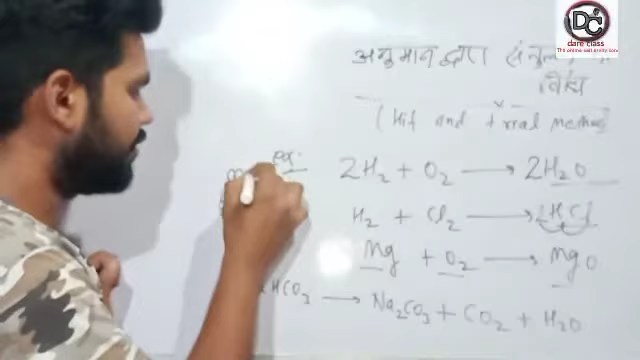 DC
dare class
अनुमान द्वारा
विधि
(Hit and trial method
ex:
2H₂ + O₂ → 2H₂O
H₂ + Cl₂ → 2HCl
Mg + O₂ → MgO
HCO₃ → Na₂CO₃ + CO₂ + H₂O